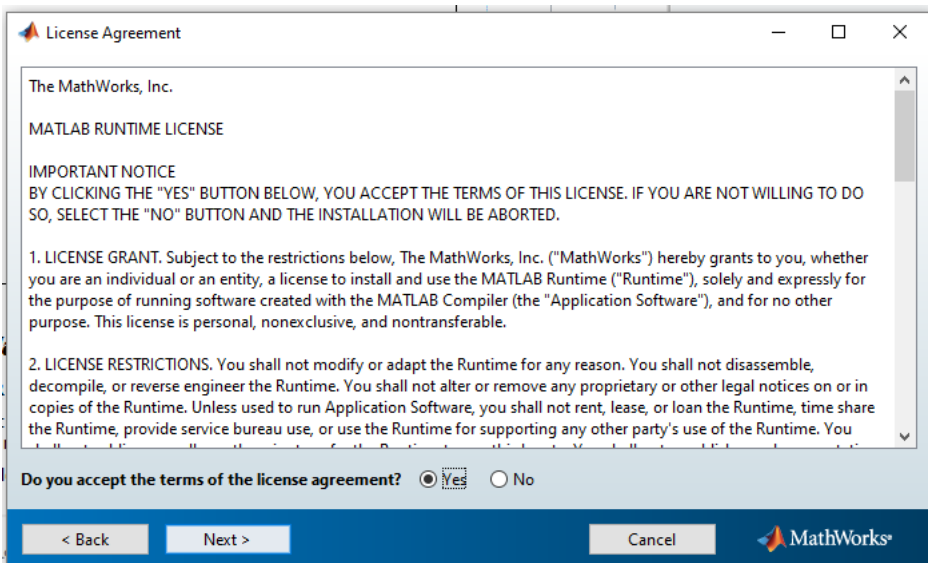 License Agreement
The MathWorks, Inc.
MATLAB RUNTIME LICENSE
IMPORTANT NOTICE
BY CLICKING THE "YES" BUTTON BELOW, YOU ACCEPT THE TERMS OF THIS LICENSE. IF YOU ARE NOT WILLING TO DO
SO, SELECT THE "NO" BUTTON AND THE INSTALLATION WILL BE ABORTED.
1. LICENSE GRANT. Subject to the restrictions below, The MathWorks, Inc. ("MathWorks") hereby grants to you, whether
you are an individual or an entity, a license to install and use the MATLAB Runtime ("Runtime"), solely and expressly for
the purpose of running software created with the MATLAB Compiler (the "Application Software"), and for no other
purpose. This license is personal, nonexclusive, and nontransferable.
2. LICENSE RESTRICTIONS. You shall not modify or adapt the Runtime for any reason. You shall not disassemble,
decompile, or reverse engineer the Runtime. You shall not alter or remove any proprietary or other legal notices on or in
copies of the Runtime. Unless used to run Application Software, you shall not rent, lease, or loan the Runtime, time share
the Runtime, provide service bureau use, or use the Runtime for supporting any other party's use of the Runtime. You
Do you accept the terms of the license agreement? Yes No
< Back Next > Cancel MathWorks®